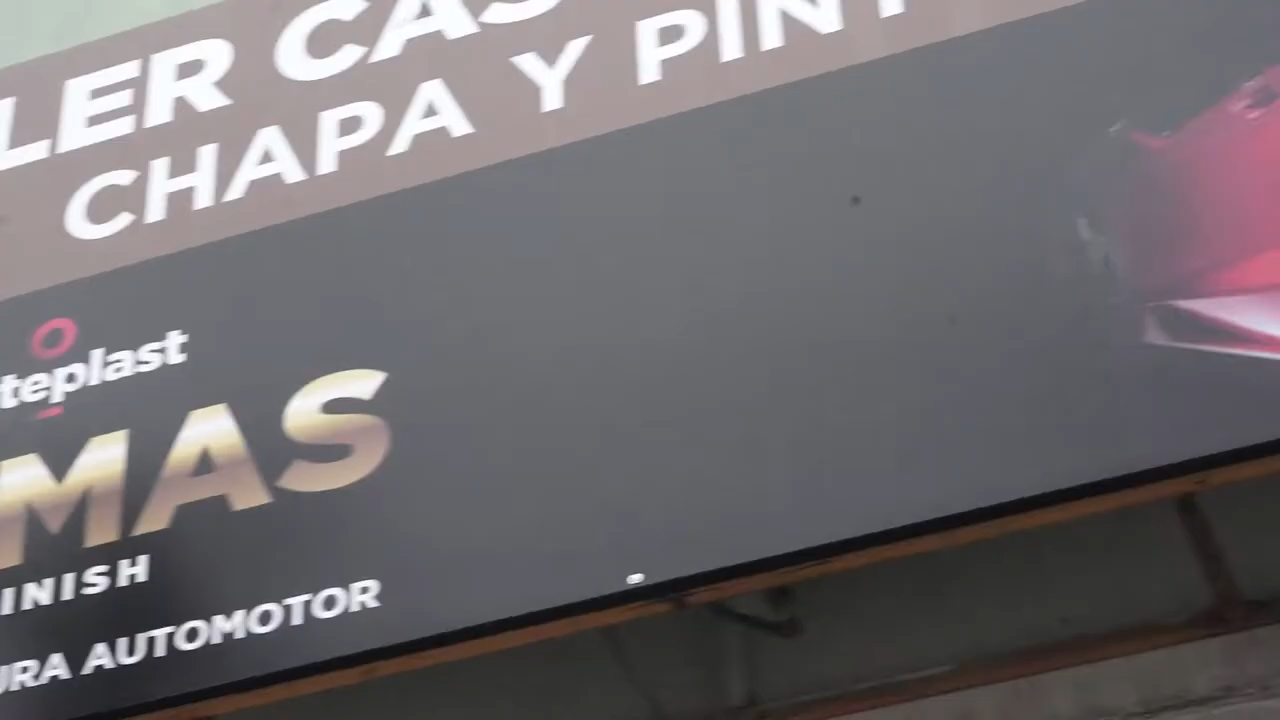 LER CAS
CHAPA Y PINT
teplast
MAS
INISH
URA AUTOMOTOR